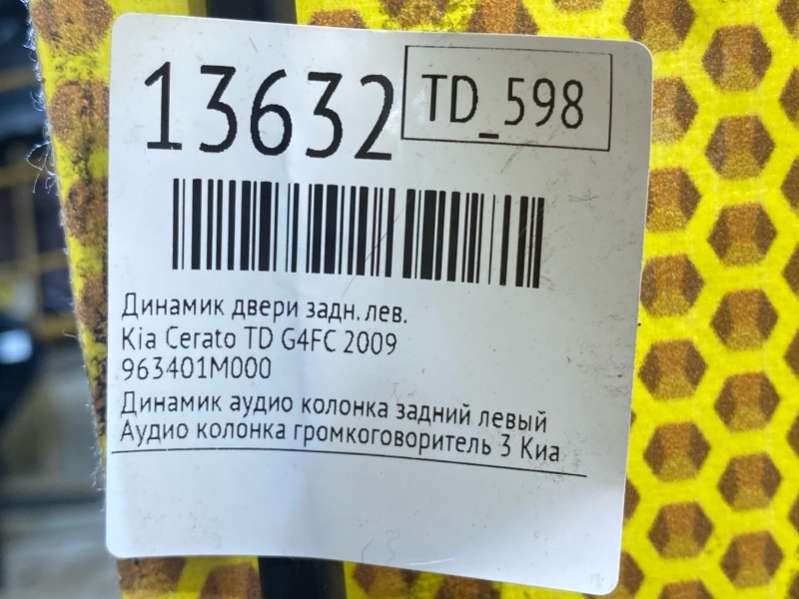 13632
TD_598
Динамик двери задн. лев.
Kia Cerato TD G4FC 2009
963401M000
Динамик аудио колонка задний левый
Аудио колонка громкоговоритель 3 Киа